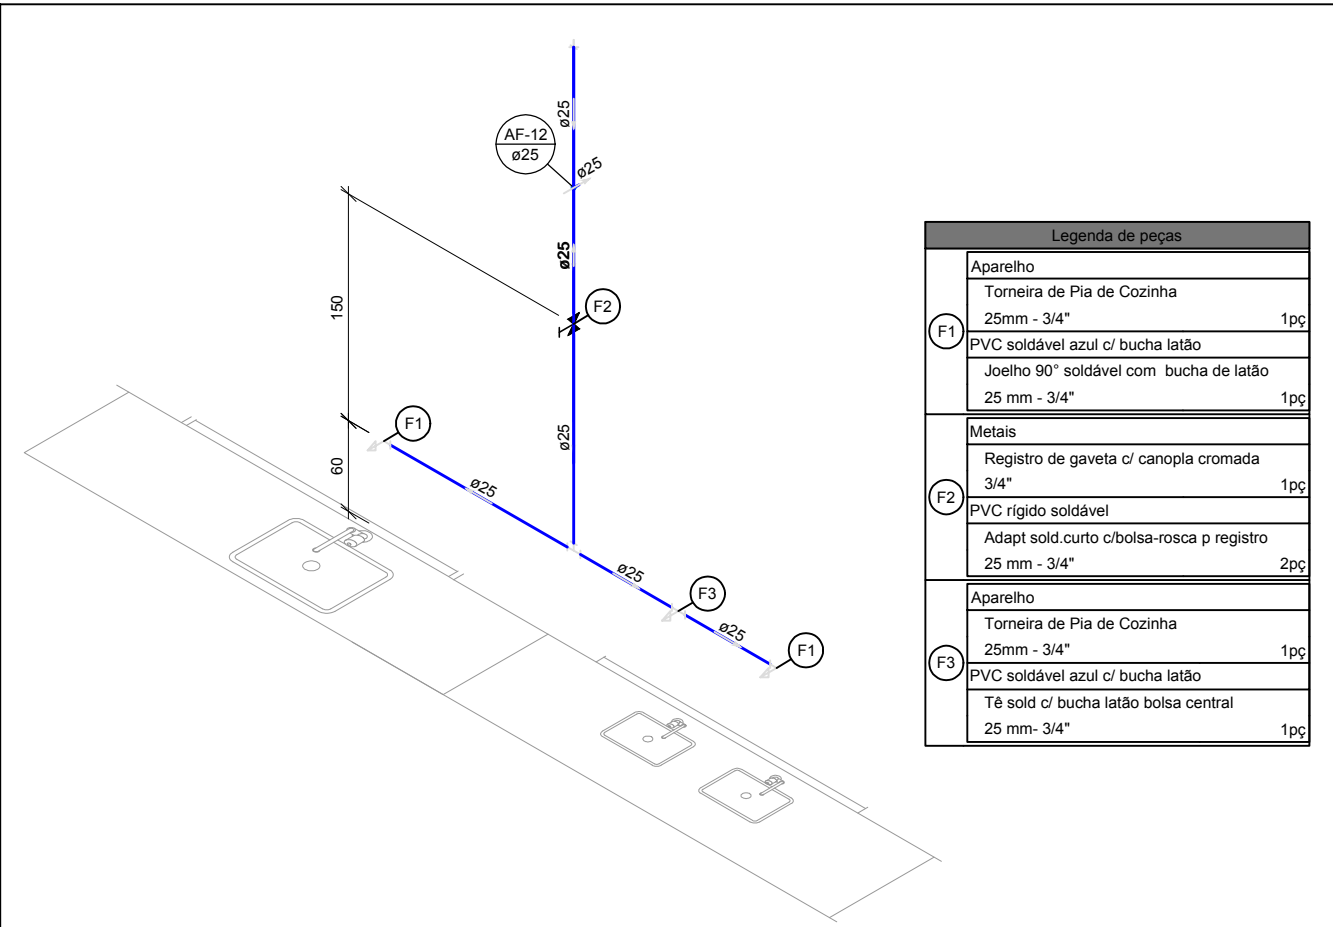 ø25
AF-12
ø25
ø25
ø25
F2
150
F1
ø25
60
ø25
ø25
F3
ø25
F1
Legenda de peças
F1
Aparelho
Torneira de Pia de Cozinha
25mm - 3/4" 1pç
PVC soldável azul c/ bucha latão
Joelho 90° soldável com bucha de latão
25 mm - 3/4" 1pç
F2
Metais
Registro de gaveta c/ canopla cromada
3/4" 1pç
PVC rígido soldável
Adapt sold.curto c/bolsa-rosca p registro
25 mm - 3/4" 2pç
F3
Aparelho
Torneira de Pia de Cozinha
25mm - 3/4" 1pç
PVC soldável azul c/ bucha latão
Tê sold c/ bucha latão bolsa central
25 mm- 3/4" 1pç